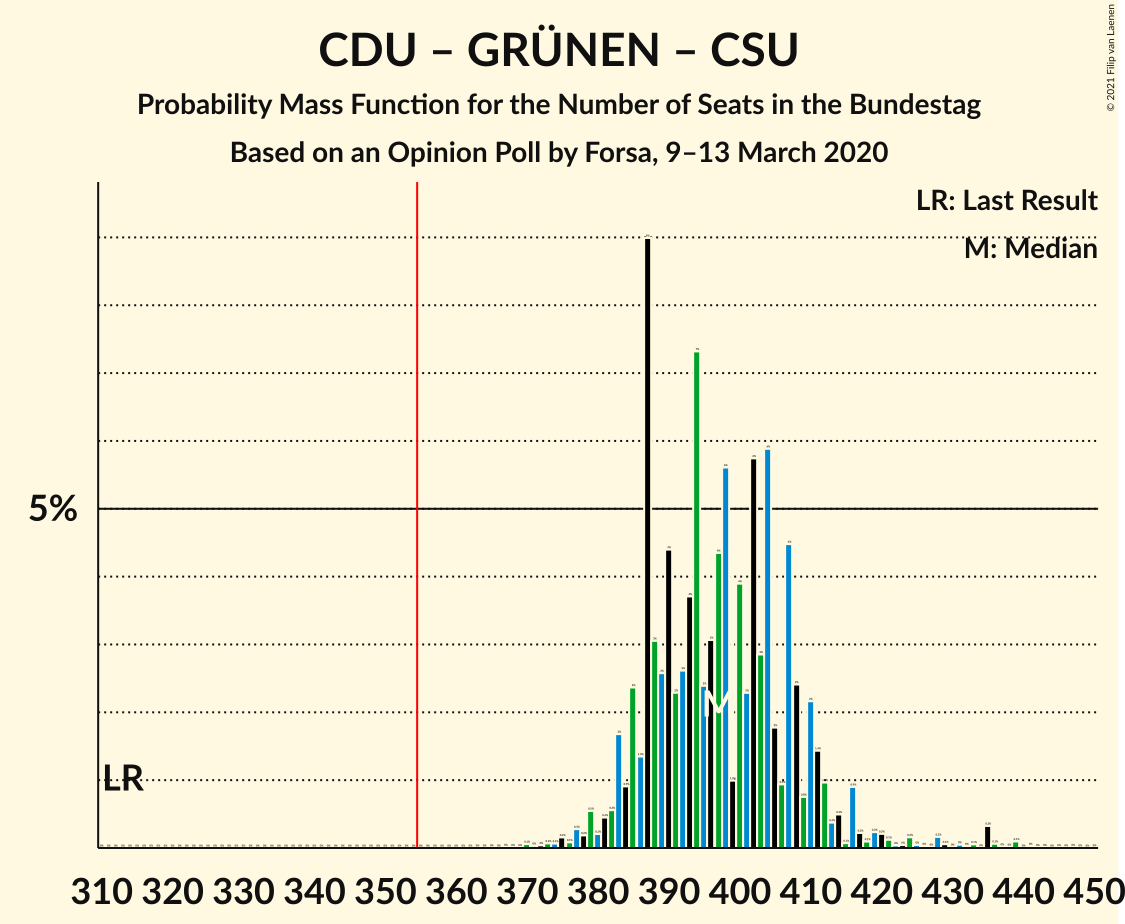 CDU – GRÜNEN – CSU
Probability Mass Function for the Number of Seats in the Bundestag
Based on an Opinion Poll by Forsa, 9–13 March 2020
© 2021 Filip van Laenen
LR: Last Result
M: Median
5%
M
LR
310 320 330 340 350 360 370 380 390 400 410 420 430 440 450